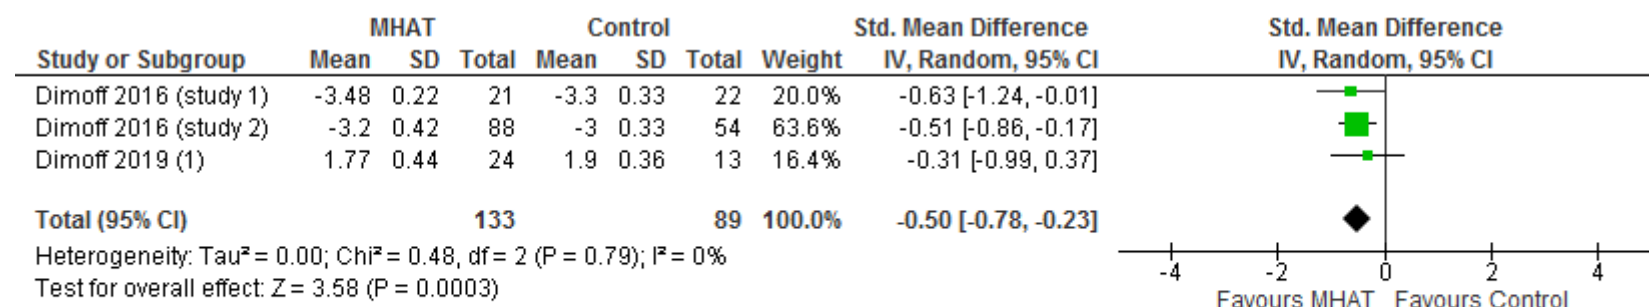 MHAT Control Std. Mean Difference Std. Mean Difference
Study or Subgroup Mean SD Total Mean SD Total Weight IV, Random, 95% CI IV, Random, 95% CI
Dimoff 2016 (study 1) -3.48 0.22 21 -3.3 0.33 22 20.0% -0.63 [-1.24, -0.01]
Dimoff 2016 (study 2) -3.2 0.42 88 -3 0.33 54 63.6% -0.51 [-0.86, -0.17]
Dimoff 2019 (1) 1.77 0.44 24 1.9 0.36 13 16.4% -0.31 [-0.99, 0.37]
Total (95% CI) 133 89 100.0% -0.50 [-0.78, -0.23]
Heterogeneity: Tau² = 0.00; Chi² = 0.48, df = 2 (P = 0.79); I² = 0%
Test for overall effect: Z = 3.58 (P = 0.0003)
-4 -2 0 2 4
Favours MHAT Favours Control